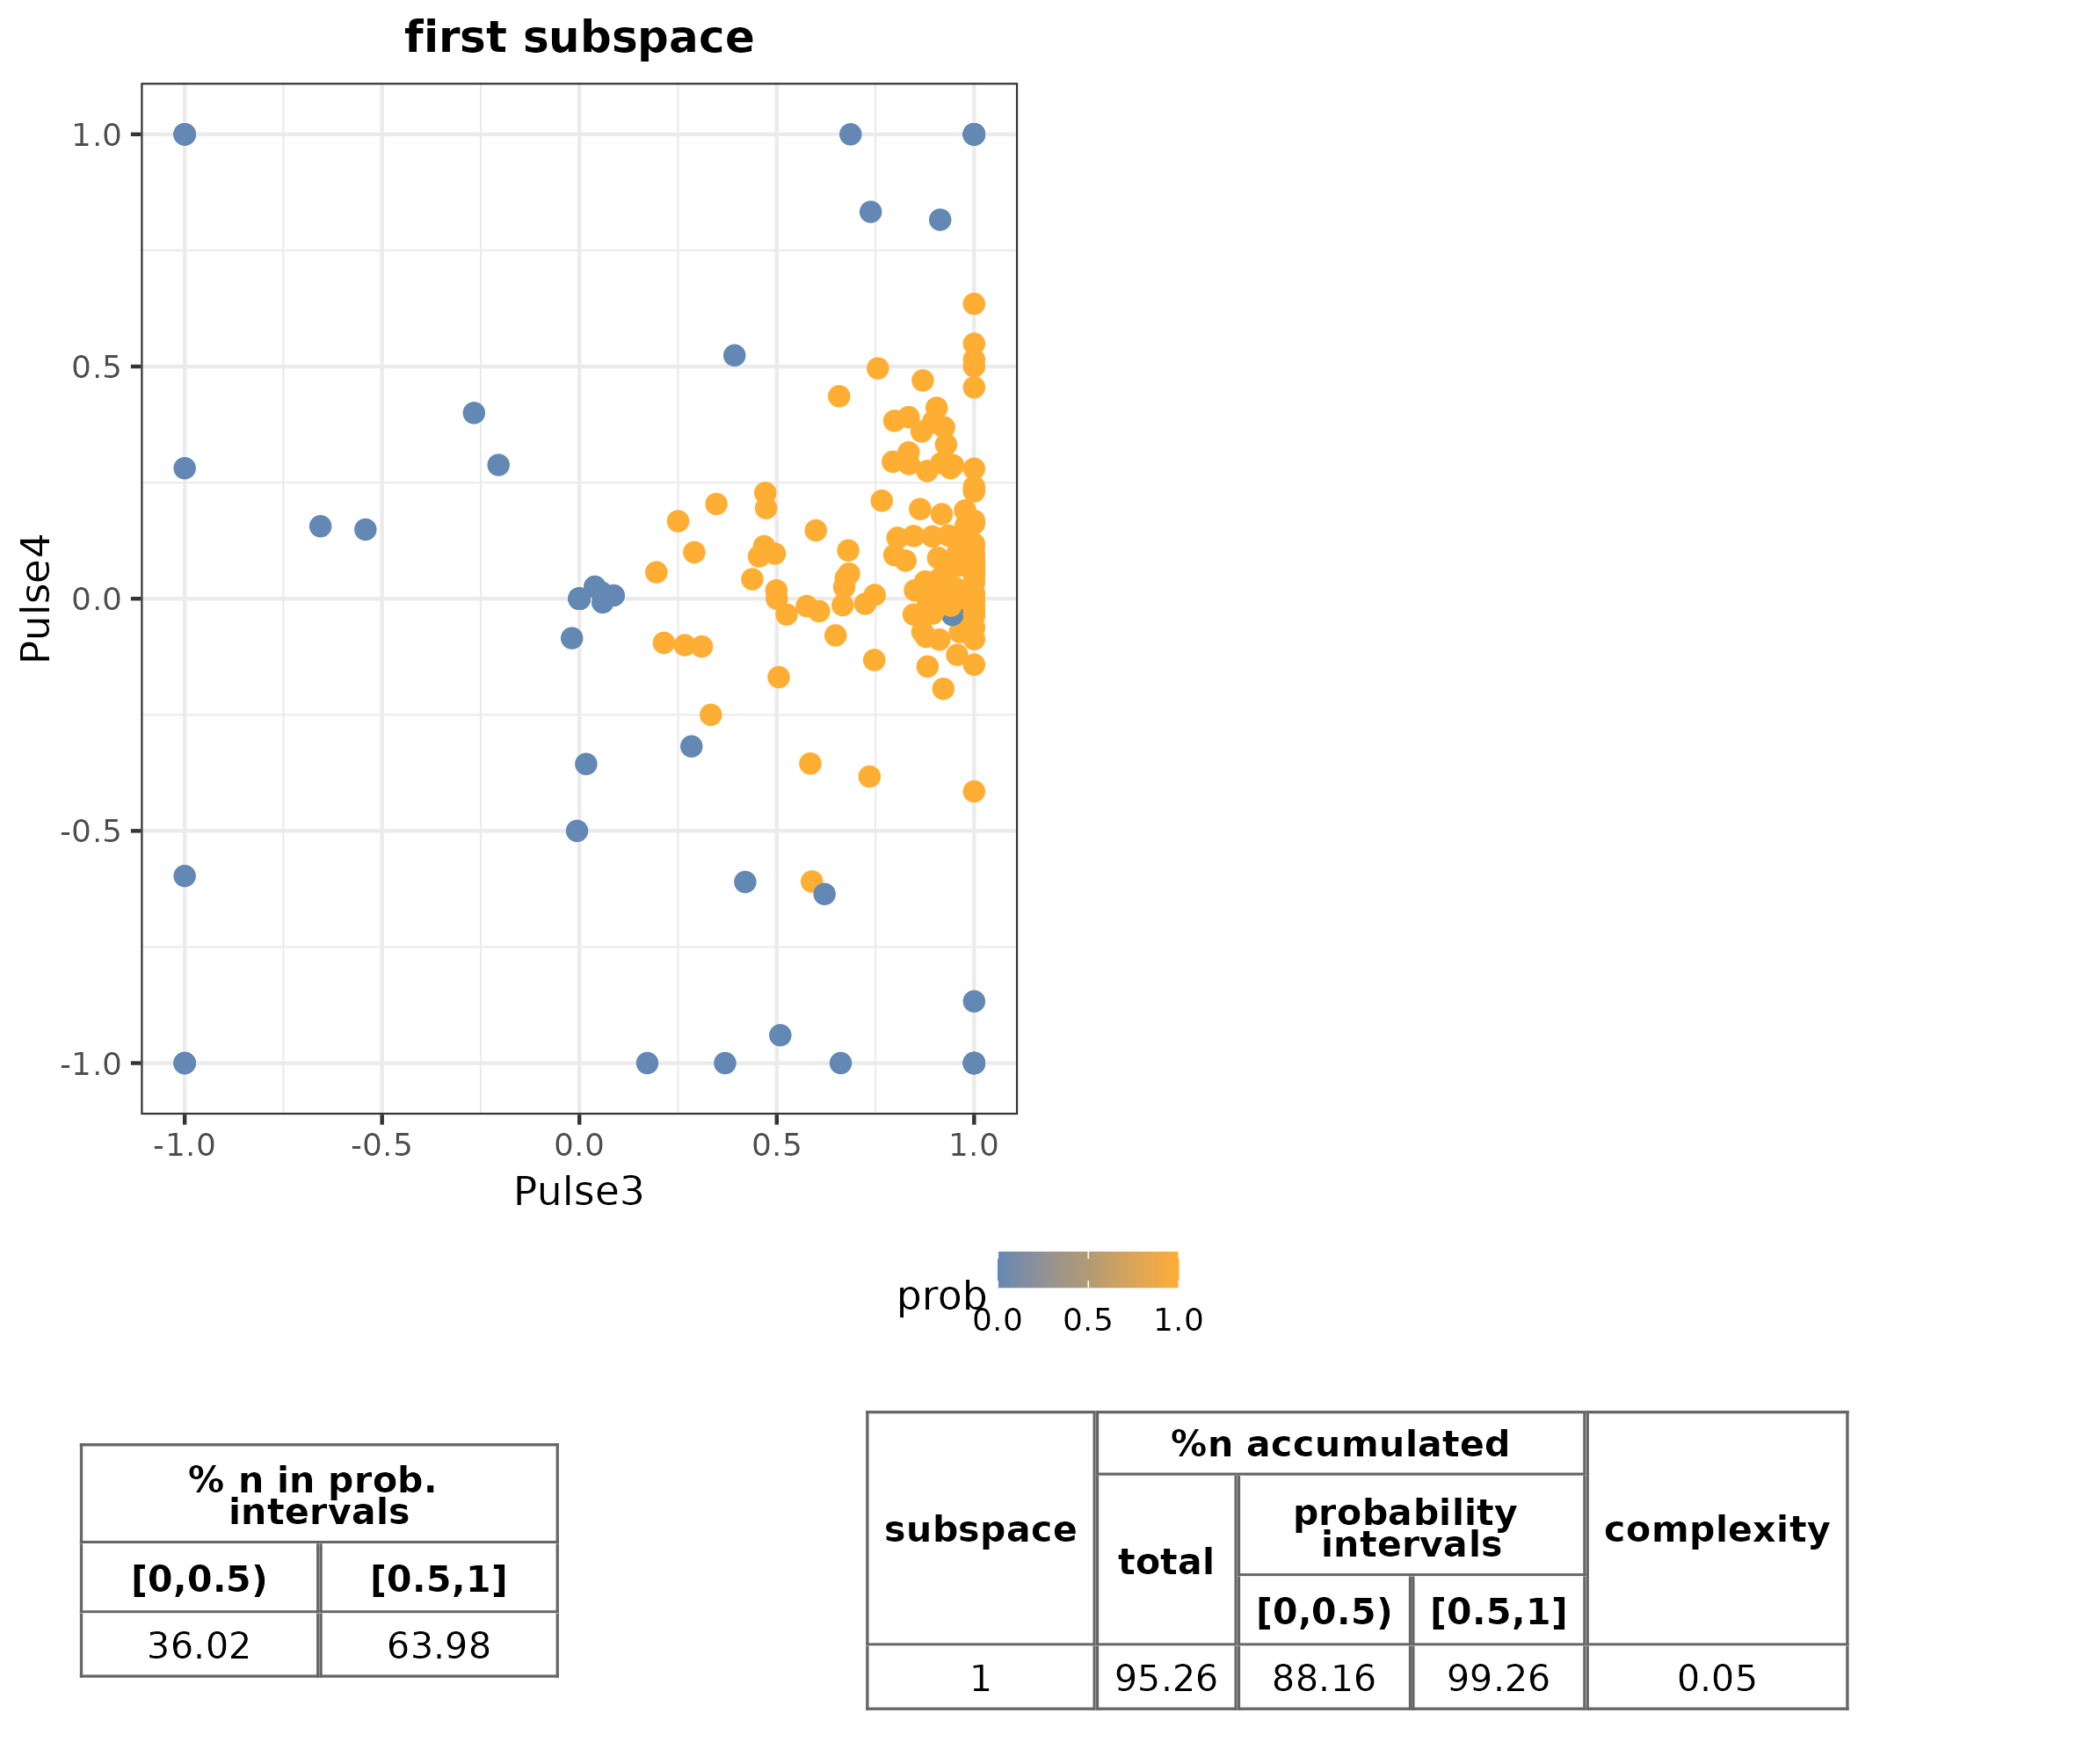 first subspace
1.0
0.5
0.0
-0.5
-1.0
Pulse4
-1.0 -0.5 0.0 0.5 1.0
Pulse3
prob
0.0 0.5 1.0
% n in prob.
intervals
[0,0.5) [0.5,1]
36.02 63.98
%n accumulated
subspace total probability
intervals complexity
[0,0.5) [0.5,1]
1 95.26 88.16 99.26 0.05